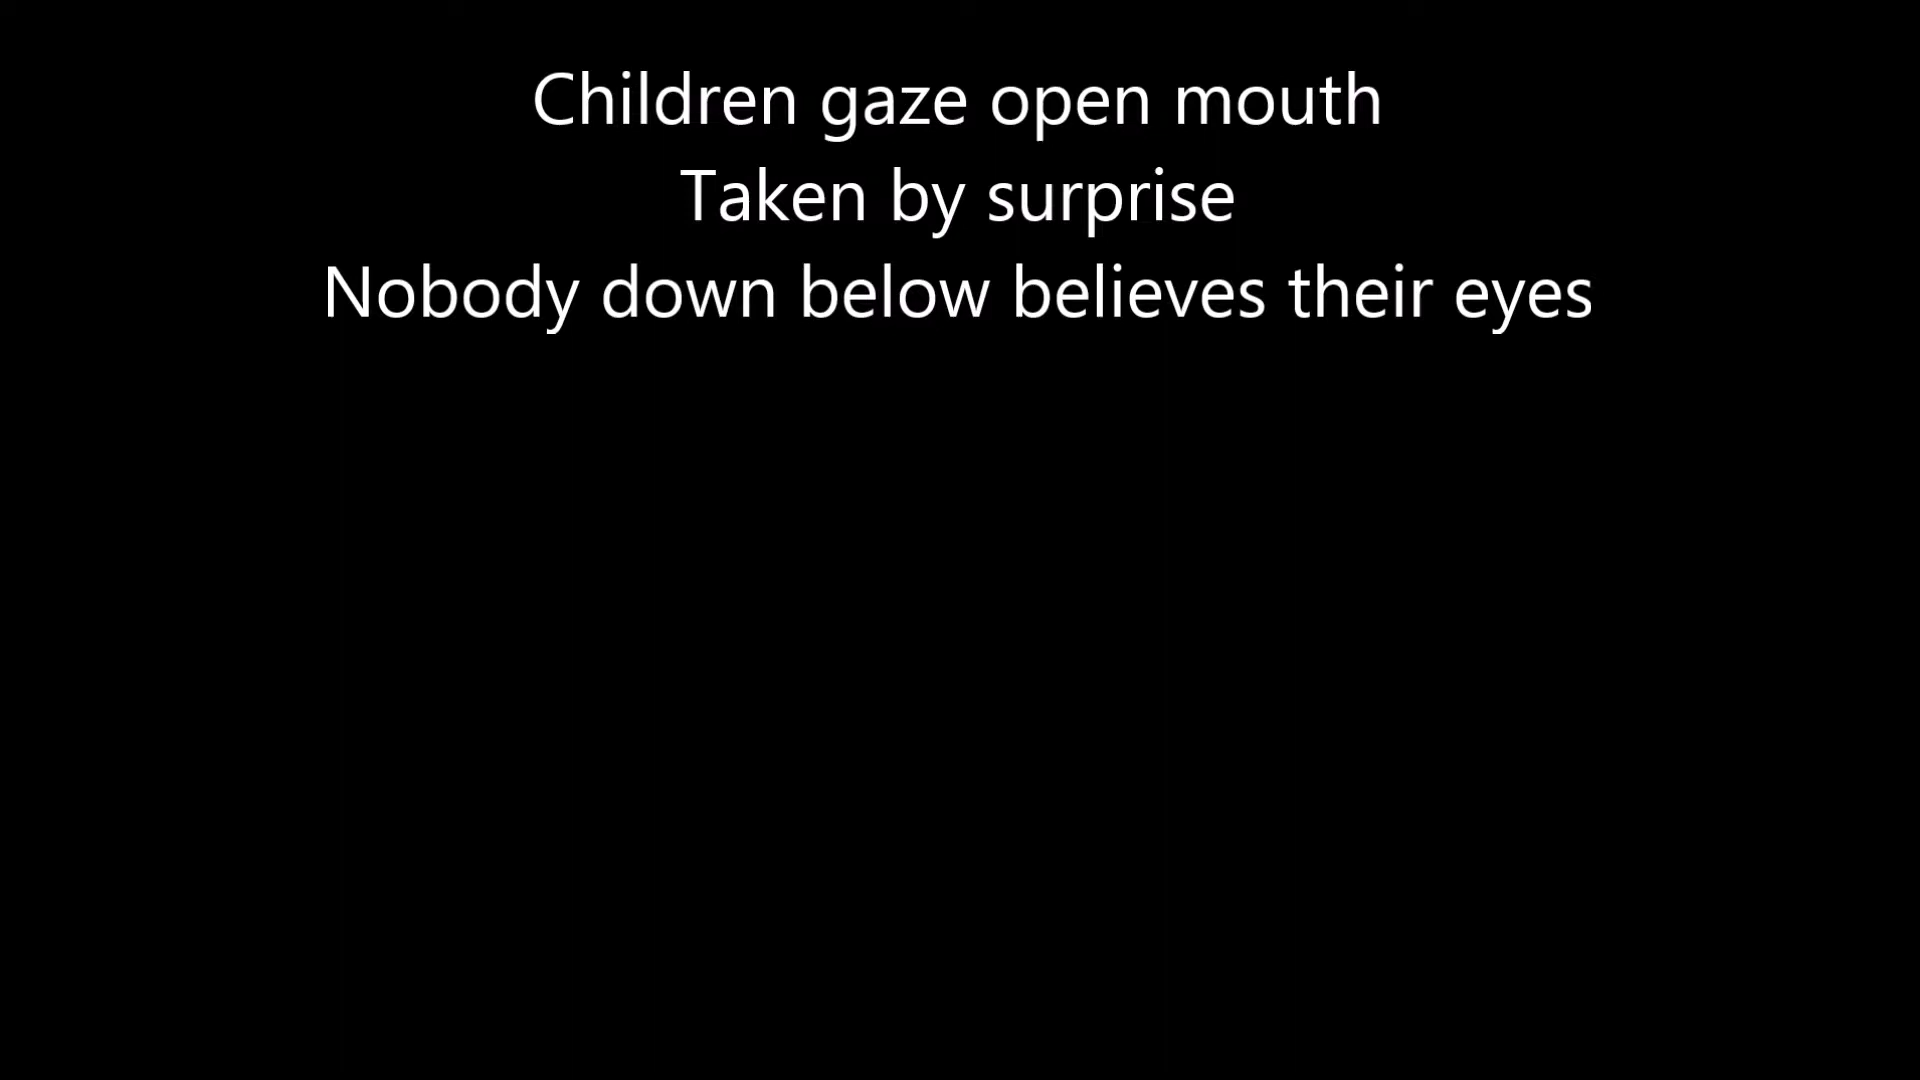 Children gaze open mouth
Taken by surprise
Nobody down below believes their eyes